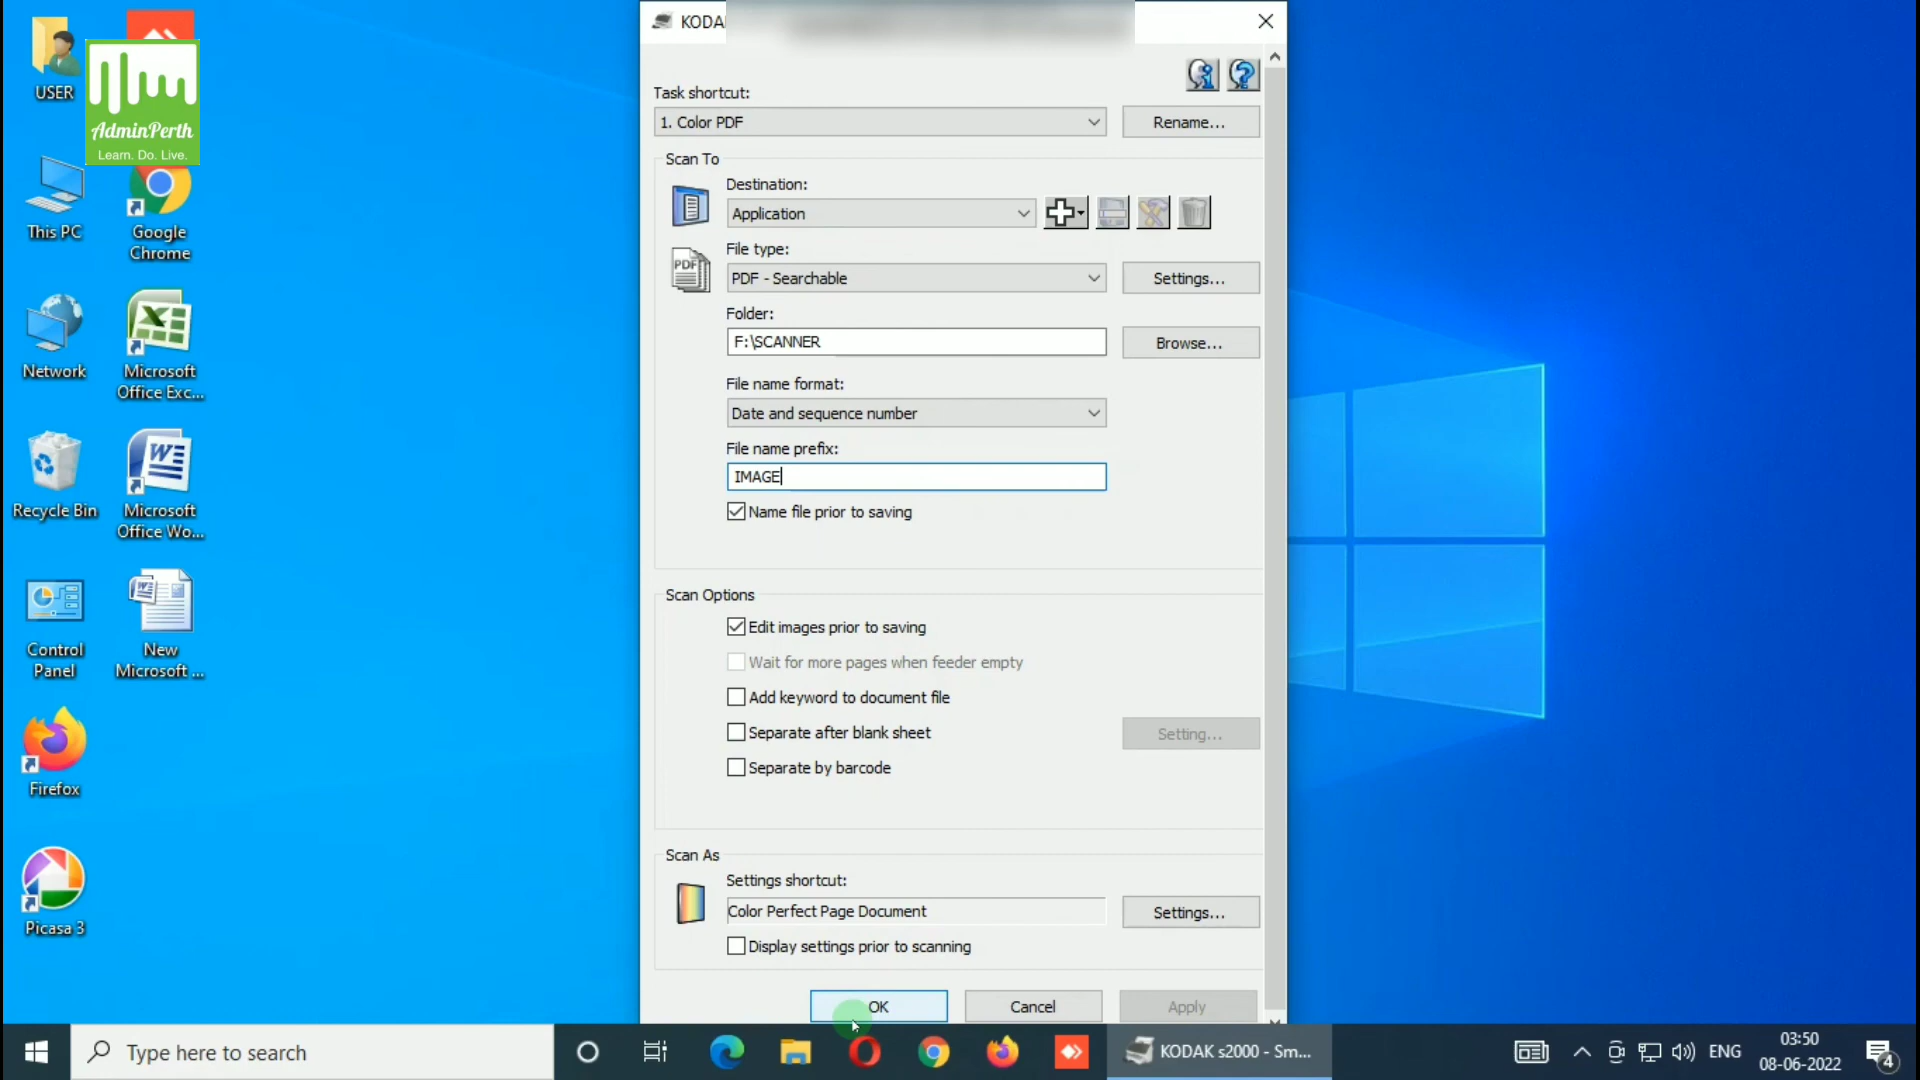 USER
AdminPerth
Learn. Do. Live.
This PC
Google
Chrome
Network
Microsoft
Office Exc...
Recycle Bin
Microsoft
Office Wo...
Control
Panel
New
Microsoft ...
Firefox
Picasa 3
KODA
Task shortcut:
1. Color PDF
Rename...
Scan To
Destination:
Application
File type:
PDF
PDF - Searchable
Settings...
Folder:
F:\SCANNER
Browse...
File name format:
Date and sequence number
File name prefix:
IMAGE
Name file prior to saving
Scan Options
Edit images prior to saving
Wait for more pages when feeder empty
Add keyword to document file
Separate after blank sheet
Setting...
Separate by barcode
Scan As
Settings shortcut:
Color Perfect Page Document
Settings...
Display settings prior to scanning
OK
Cancel
Apply
Type here to search
KODAK s2000 - Sm...
ENG
03:50
08-06-2022
4